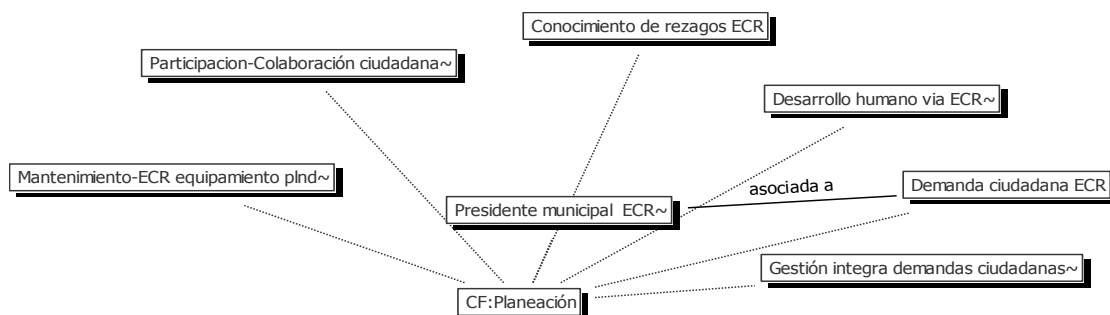 Conocimiento de rezagos ECR
Participacion-Colaboración ciudadana~
Desarrollo humano via ECR~
Mantenimiento-ECR equipamiento plnd~
asociada a
Demanda ciudadana ECR
Presidente municipal ECR~
Gestión integra demandas ciudadanas~
CF:Planeación